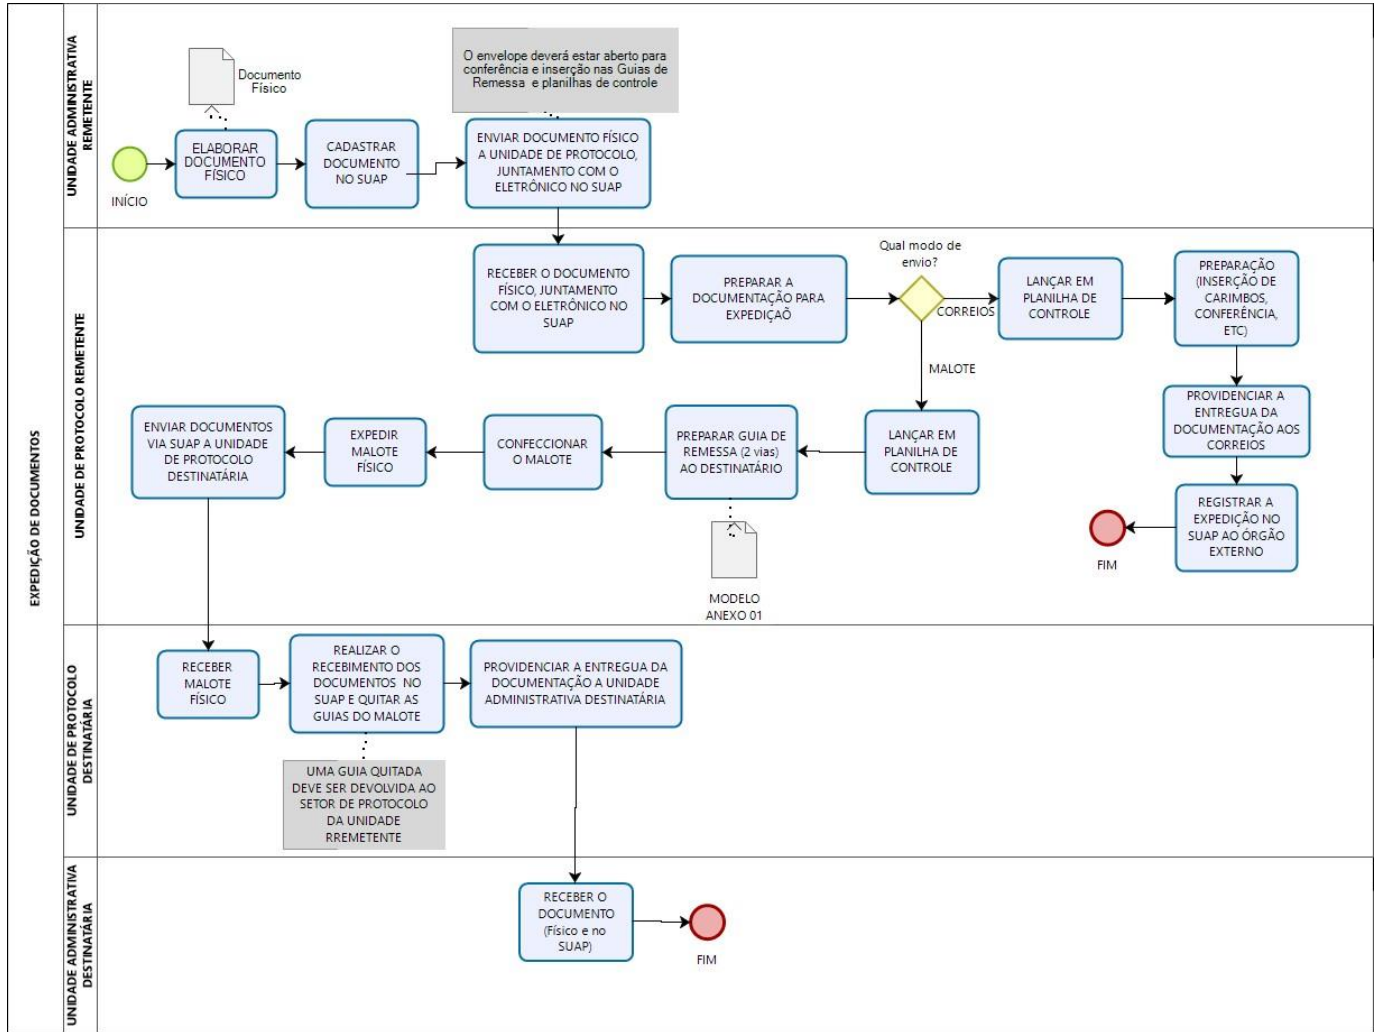 EXPEDIÇÃO DE DOCUMENTOS
UNIDADE ADMINISTRATIVA
REMETENTE
Documento
Físico
O envelope deverá estar aberto para
conferência e inserção nas Guias de
Remessa e planilhas de controle
INÍCIO
ELABORAR
DOCUMENTO
FÍSICO
CADASTRAR
DOCUMENTO
NO SUAP
ENVIAR DOCUMENTO FÍSICO
A UNIDADE DE PROTOCOLO,
JUNTAMENTO COM O
ELETRÔNICO NO SUAP
UNIDADE DE PROTOCOLO REMETENTE
RECEBER O DOCUMENTO
FÍSICO, JUNTAMENTO
COM O ELETRÔNICO NO
SUAP
PREPARAR A
DOCUMENTAÇÃO PARA
EXPEDIÇAÕ
Qual modo de
envio?
CORREIOS
MALOTE
LANÇAR EM
PLANILHA DE
CONTROLE
PREPARAÇÃO
(INSERÇÃO DE
CARIMBOS,
CONFERÊNCIA,
ETC)
PROVIDENCIAR A
ENTREGUA DA
DOCUMENTAÇÃO AOS
CORREIOS
REGISTRAR A
EXPEDIÇÃO NO
SUAP AO ÓRGÃO
EXTERNO
FIM
LANÇAR EM
PLANILHA DE
CONTROLE
PREPARAR GUIA DE
REMESSA (2 vias)
AO DESTINATÁRIO
MODELO
ANEXO 01
CONFECCIONAR
O MALOTE
EXPEDIR
MALOTE
FÍSICO
ENVIAR DOCUMENTOS
VIA SUAP A UNIDADE
DE PROTOCOLO
DESTINATÁRIA
UNIDADE DE PROTOCOLO
DESTINATÁRIA
RECEBER
MALOTE
FÍSICO
REALIZAR O
RECEBIMENTO DOS
DOCUMENTOS NO
SUAP E QUITAR AS
GUIAS DO MALOTE
UMA GUIA QUITADA
DEVE SER DEVOLVIDA AO
SETOR DE PROTOCOLO
DA UNIDADE
RREMETENTE
PROVIDENCIAR A ENTREGUA DA
DOCUMENTAÇÃO A UNIDADE
ADMINISTRATIVA DESTINATÁRIA
UNIDADE ADMINISTRATIVA
DESTINATÁRIA
RECEBER O
DOCUMENTO
(Físico e no
SUAP)
FIM